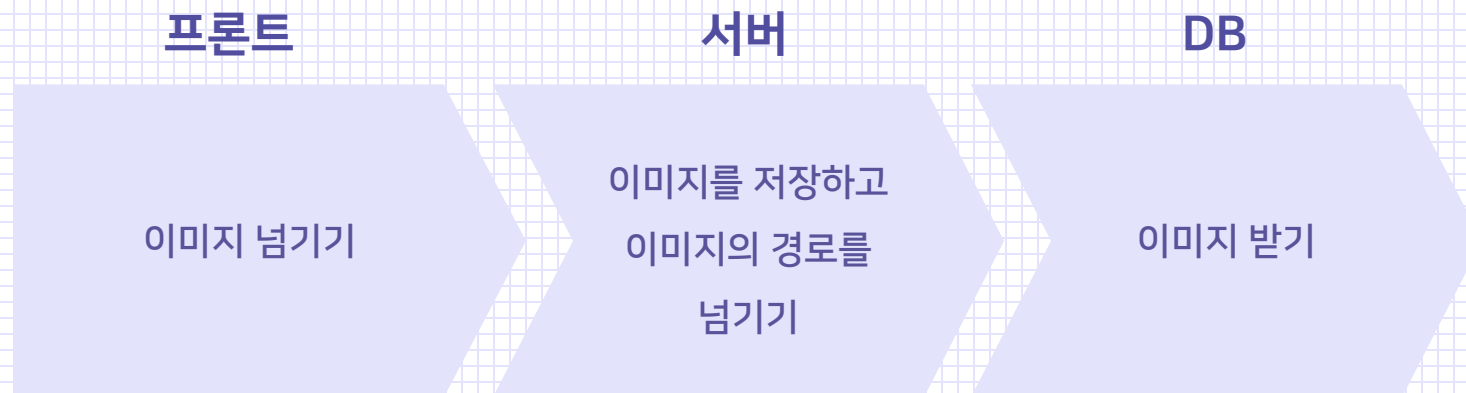 프론트
서버
DB
이미지 넘기기
이미지를 저장하고
이미지의 경로를
넘기기
이미지 받기